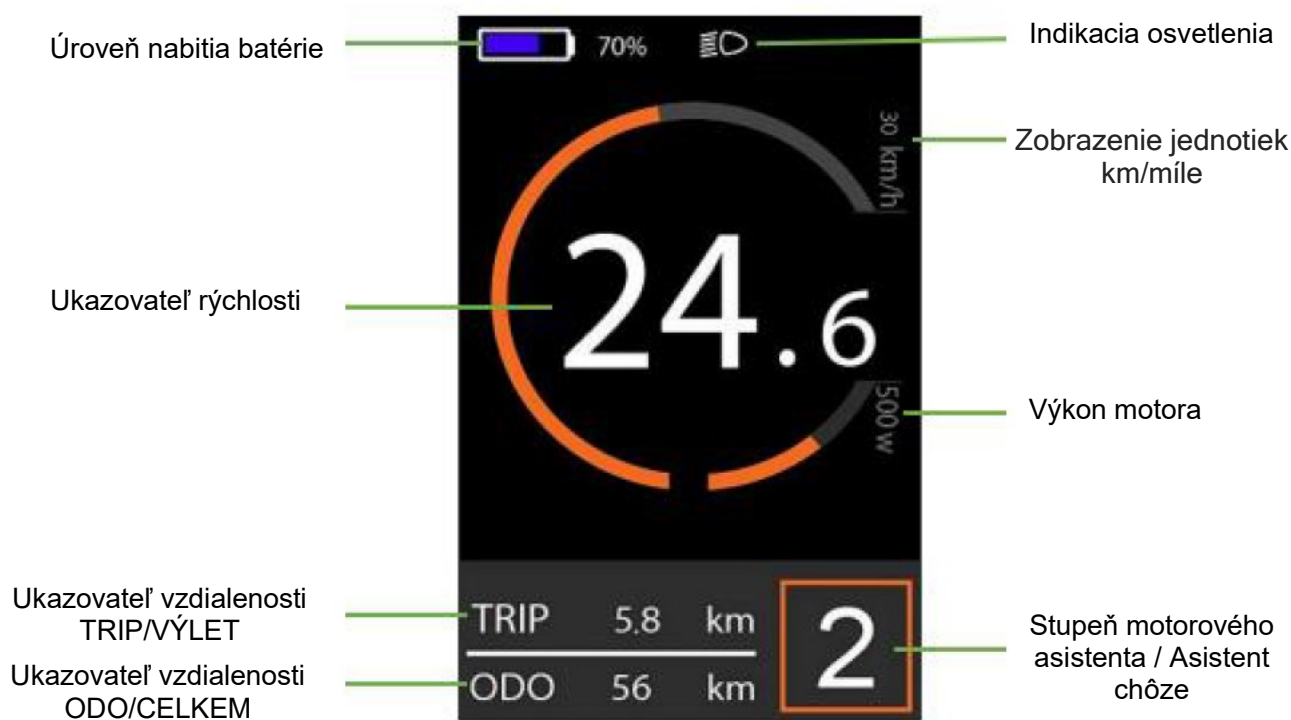 Úroveň nabitia batérie
70%
Indikacia osvetlenia
30 km/h
Zobrazenie jednotiek
km/míle
Ukazovateľ rýchlosti
24.6
500w
Výkon motora
Ukazovateľ vzdialenosti
TRIP/VÝLET
TRIP 5.8 km
2
Stupeň motorového
asistenta / Asistent
chôze
Ukazovateľ vzdialenosti
ODO/CELKEM
ODO 56 km